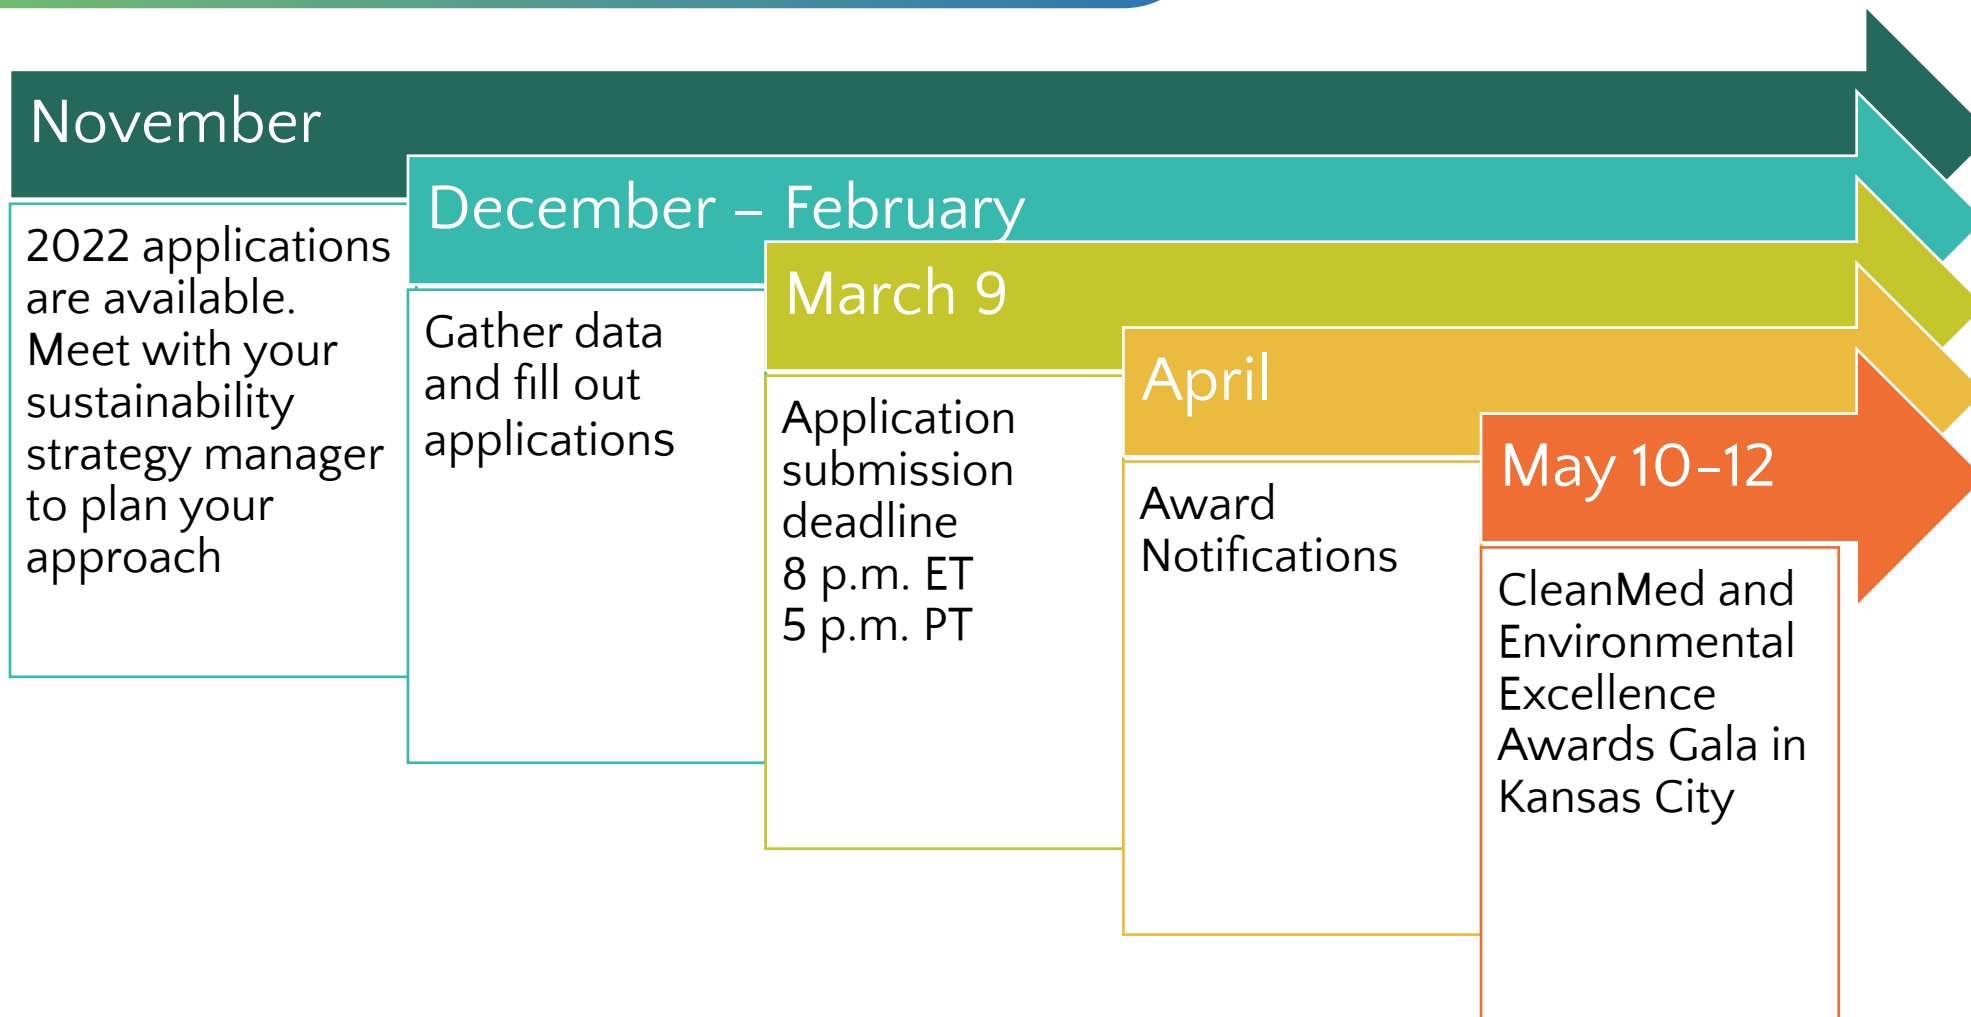 November
2022 applications
are available.
Meet with your
sustainability
strategy manager
to plan your
approach
December – February
Gather data
and fill out
applications
March 9
Application
submission
deadline
8 p.m. ET
5 p.m. PT
April
Award
Notifications
May 10-12
CleanMed and
Environmental
Excellence
Awards Gala in
Kansas City